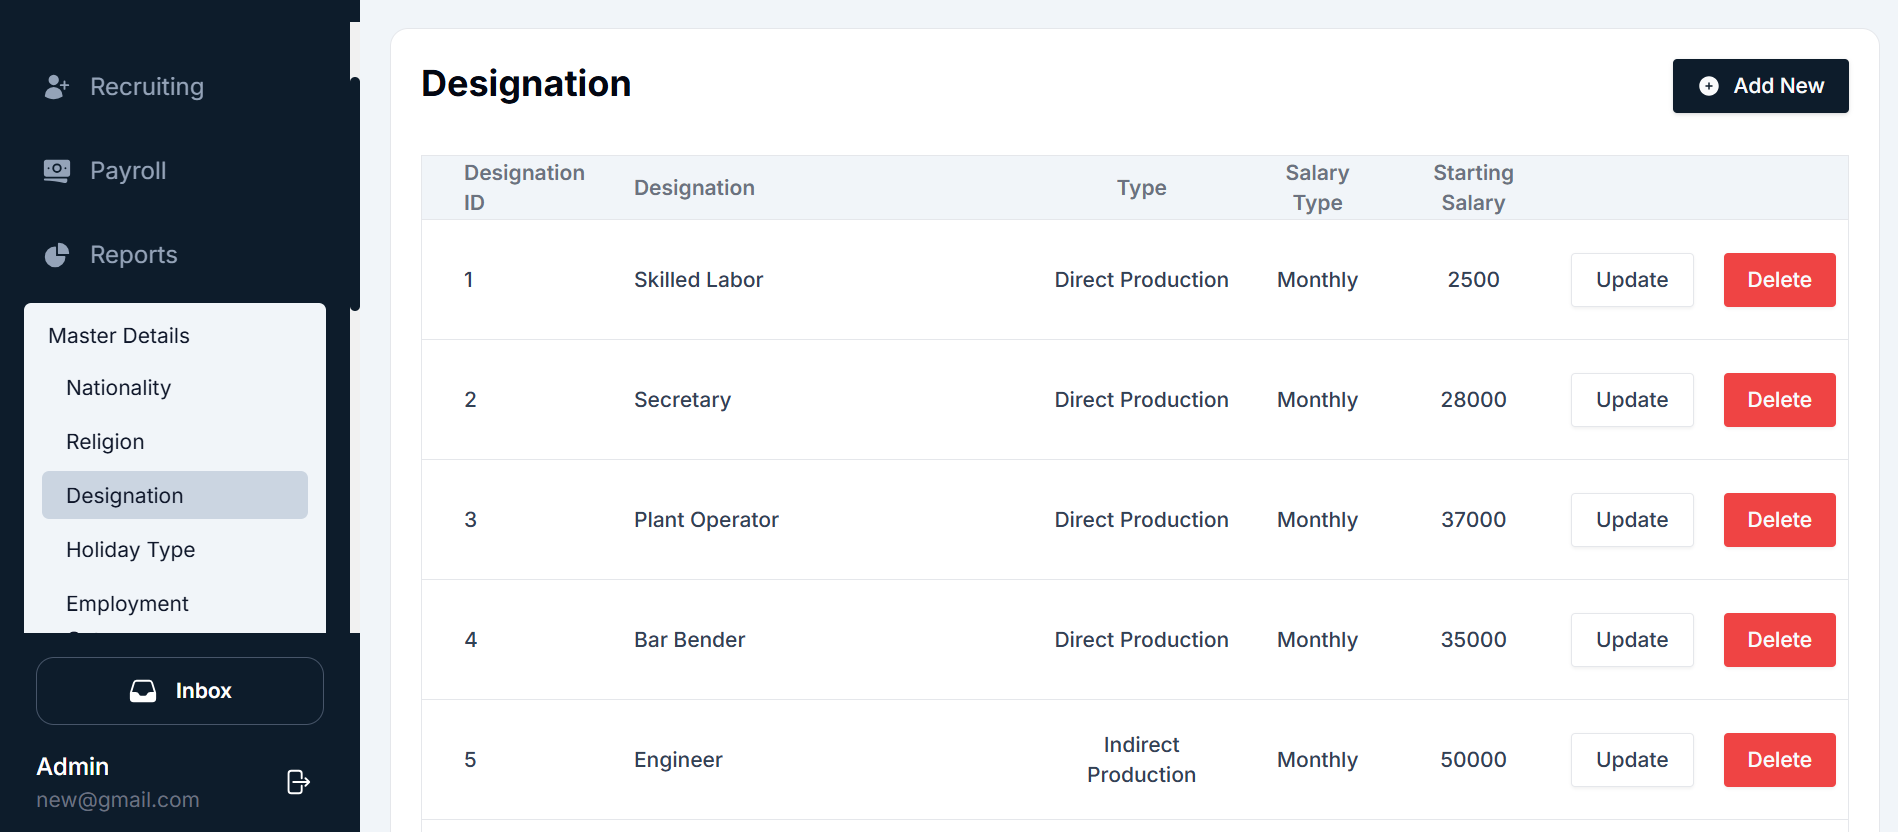 Recruiting
Payroll
Reports
Master Details
Nationality
Religion
Designation
Holiday Type
Employment
Inbox
Admin
new@gmail.com
Designation
Add New
Designation ID
Designation
Type
Salary Type
Starting Salary
1 Skilled Labor Direct Production Monthly 2500 Update Delete
2 Secretary Direct Production Monthly 28000 Update Delete
3 Plant Operator Direct Production Monthly 37000 Update Delete
4 Bar Bender Direct Production Monthly 35000 Update Delete
5 Engineer Indirect Production Monthly 50000 Update Delete